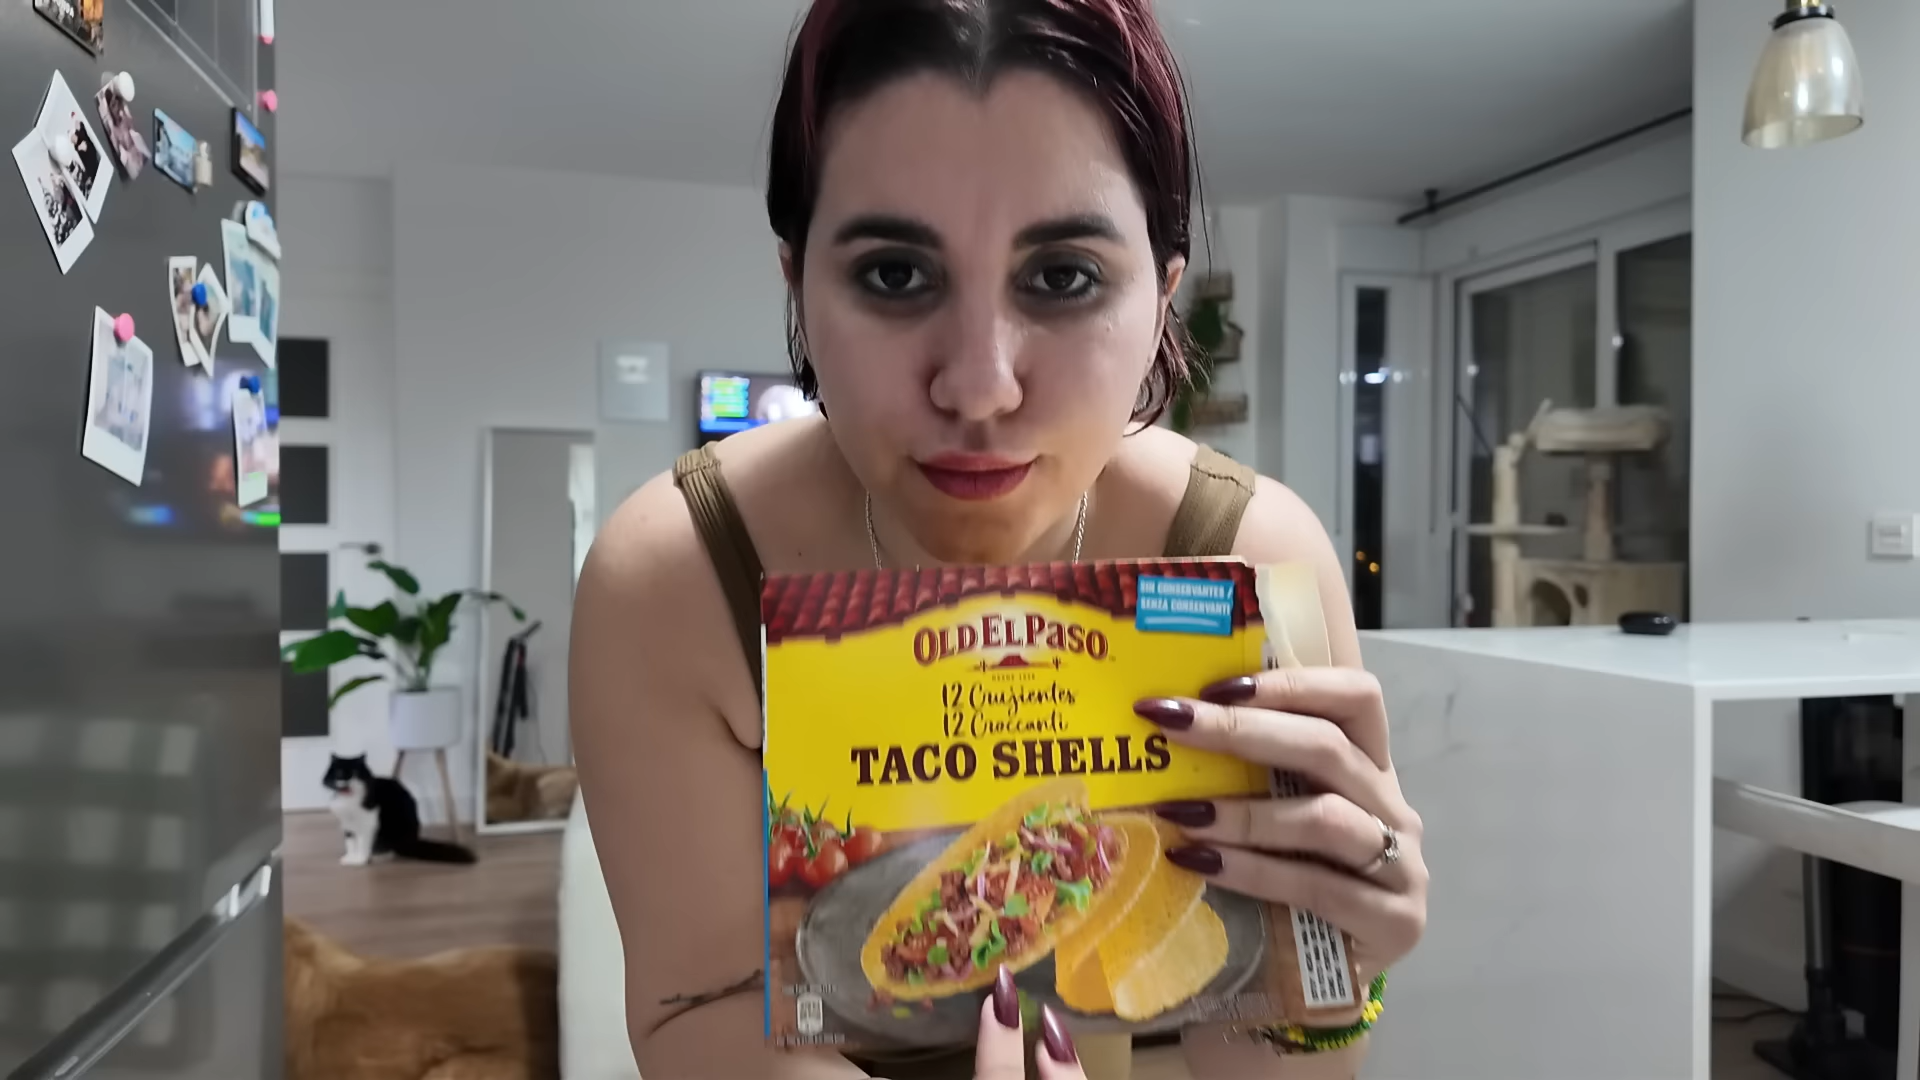 SIN CONSERVANTES /
SENZA CONSERVANTI
OLD EL PASO
12 Crujientes
12 Croccanti
TACO SHELLS